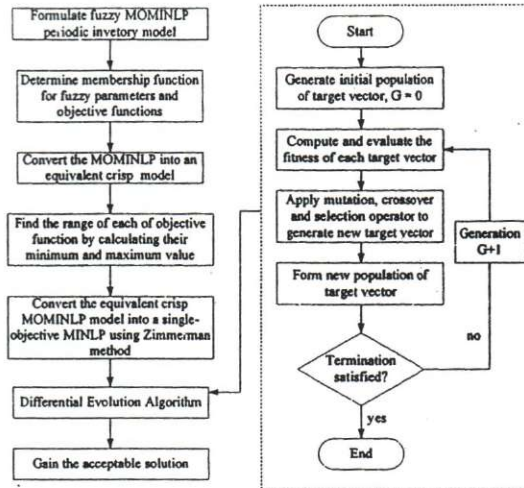 Formulate fuzzy MOMINLP
periodic invetory model
Determine membership function
for fuzzy parameters and
objective functions
Convert the MOMINLP into an
equivalent crisp model
Find the range of each of objective
function by calculating their
minimum and maximum value
Convert the equivalent crisp
MOMINLP model into a single-
objective MINLP using Zimmerman
method
Differential Evolution Algorithm
Gain the acceptable solution
Start
Generate initial population
of target vector, G = 0
Compute and evaluate the
fitness of each target vector
Apply mutation, crossover
and selection operator to
generate new target vector
Generation
G+1
Form new population of
target vector
no
Termination
satisfied?
yes
End